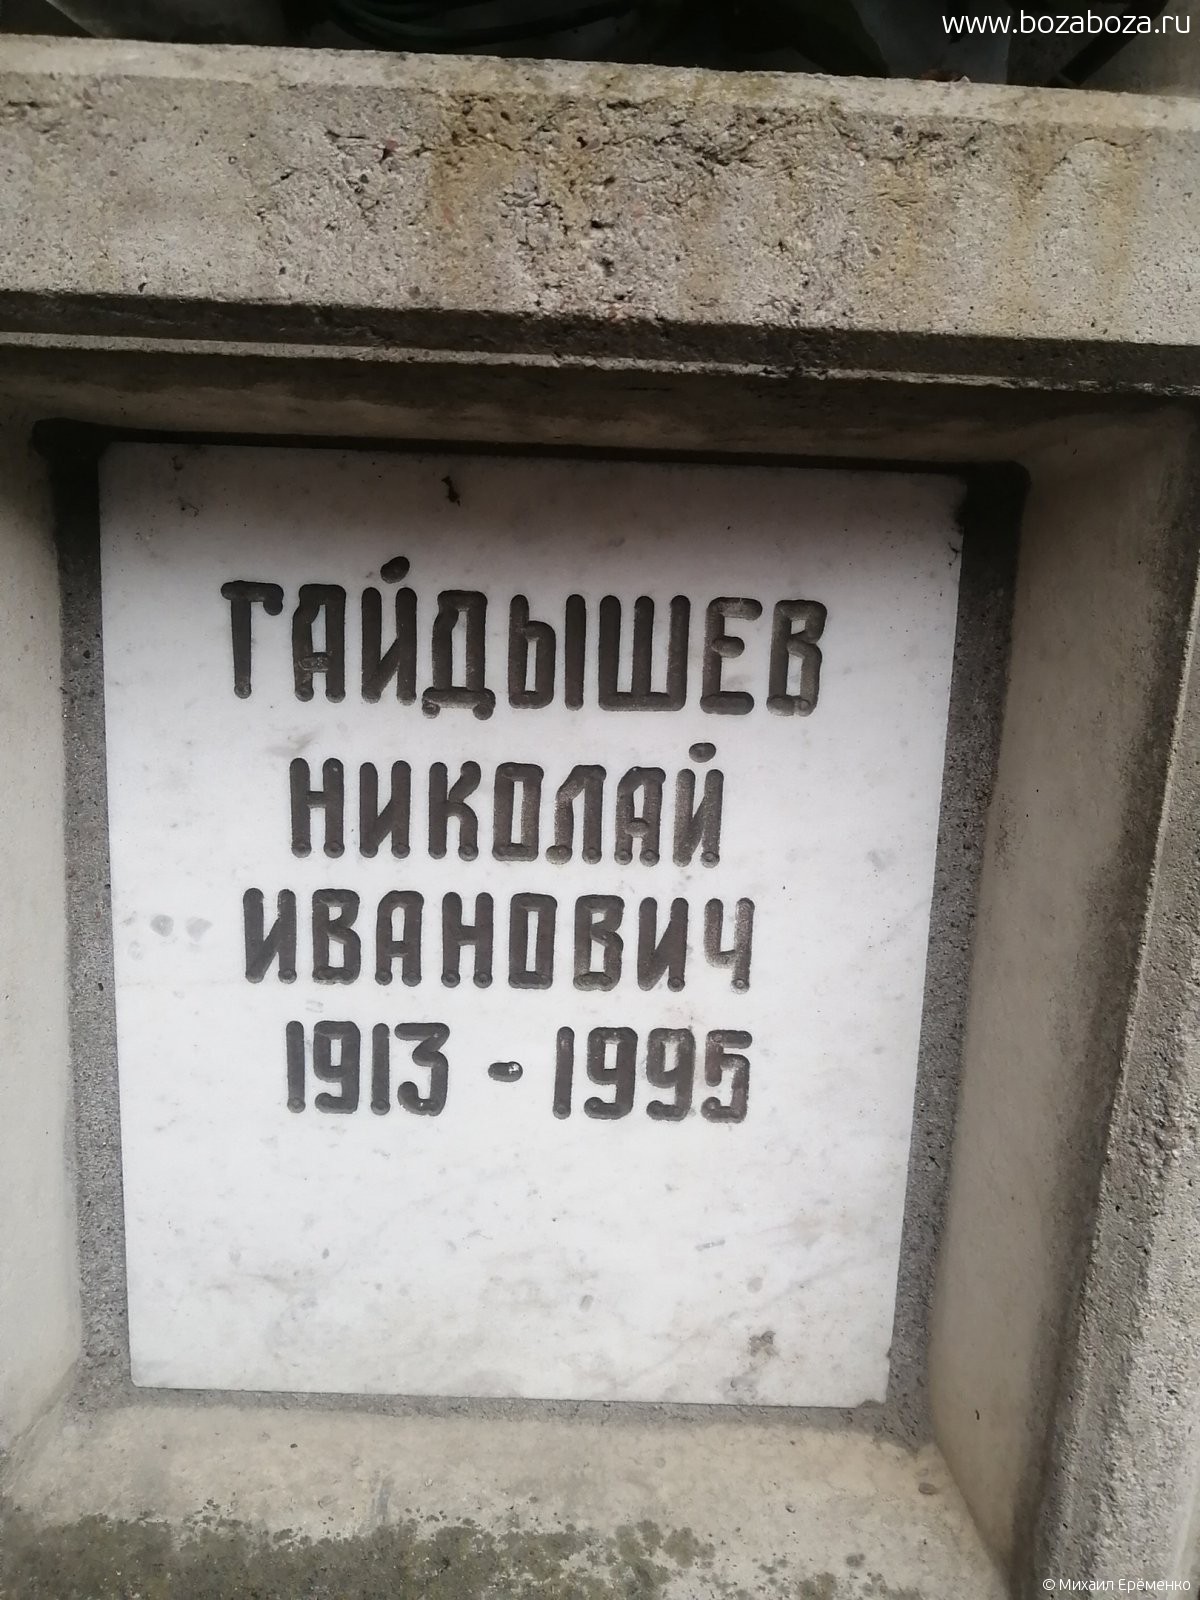 www.bozaboza.ru
ГАЙДЫШЕВ
НИКОЛАЙ
ИВАНОВИЧ
1913 - 1995
© Михаил Ерёменко